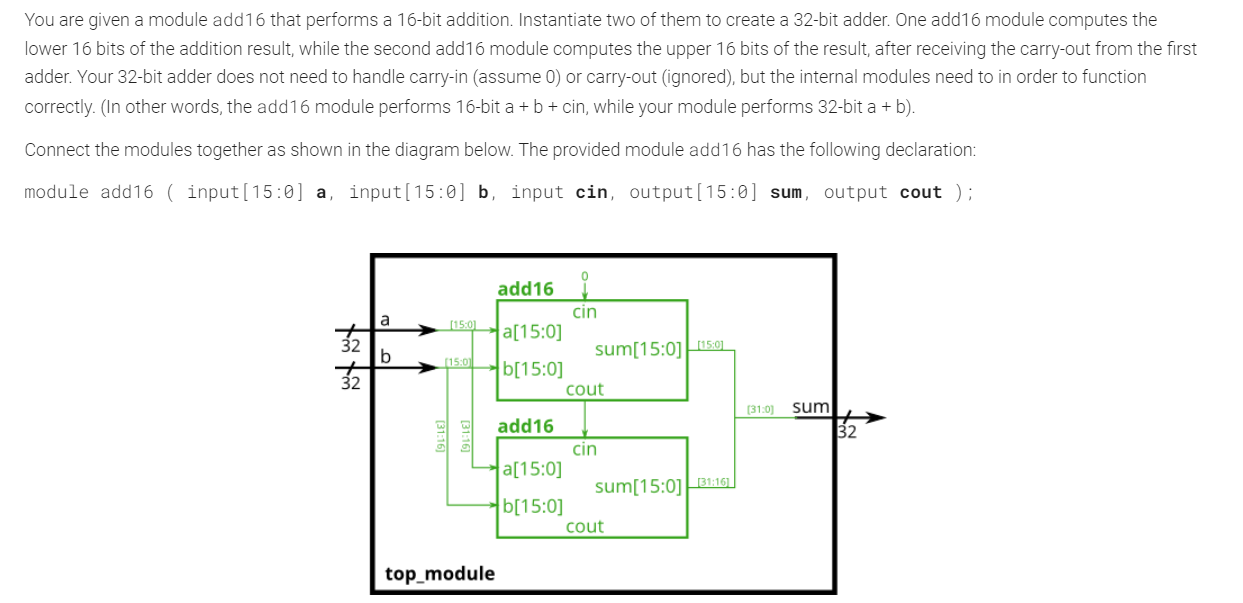 You are given a module add16 that performs a 16-bit addition. Instantiate two of them to create a 32-bit adder. One add16 module computes the
lower 16 bits of the addition result, while the second add16 module computes the upper 16 bits of the result, after receiving the carry-out from the first
adder. Your 32-bit adder does not need to handle carry-in (assume 0) or carry-out (ignored), but the internal modules need to in order to function
correctly. (In other words, the add16 module performs 16-bit a + b + cin, while your module performs 32-bit a + b).
Connect the modules together as shown in the diagram below. The provided module add16 has the following declaration:
module add16 ( input[15:0] a, input[15:0] b, input cin, output[15:0] sum, output cout );
0
add16
cin
a
[15:0]
a[15:0]
32
sum[15:0]
[15:0]
b
[15:0]
b[15:0]
32
cout
[31:0]
sum
32
[31:16]
[31:16]
add16
cin
a[15:0]
sum[15:0]
[31:16]
b[15:0]
cout
top_module